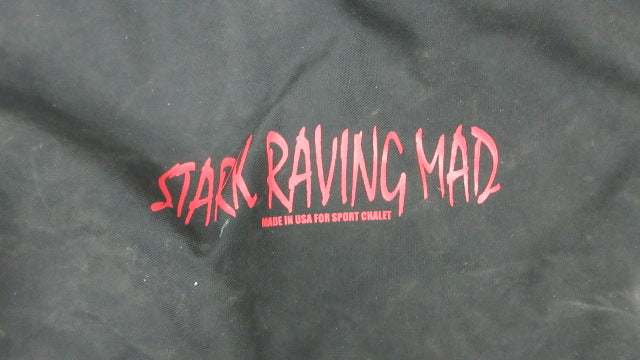 STARK RAVING MAD
MADE IN USA FOR SPORT CHALET